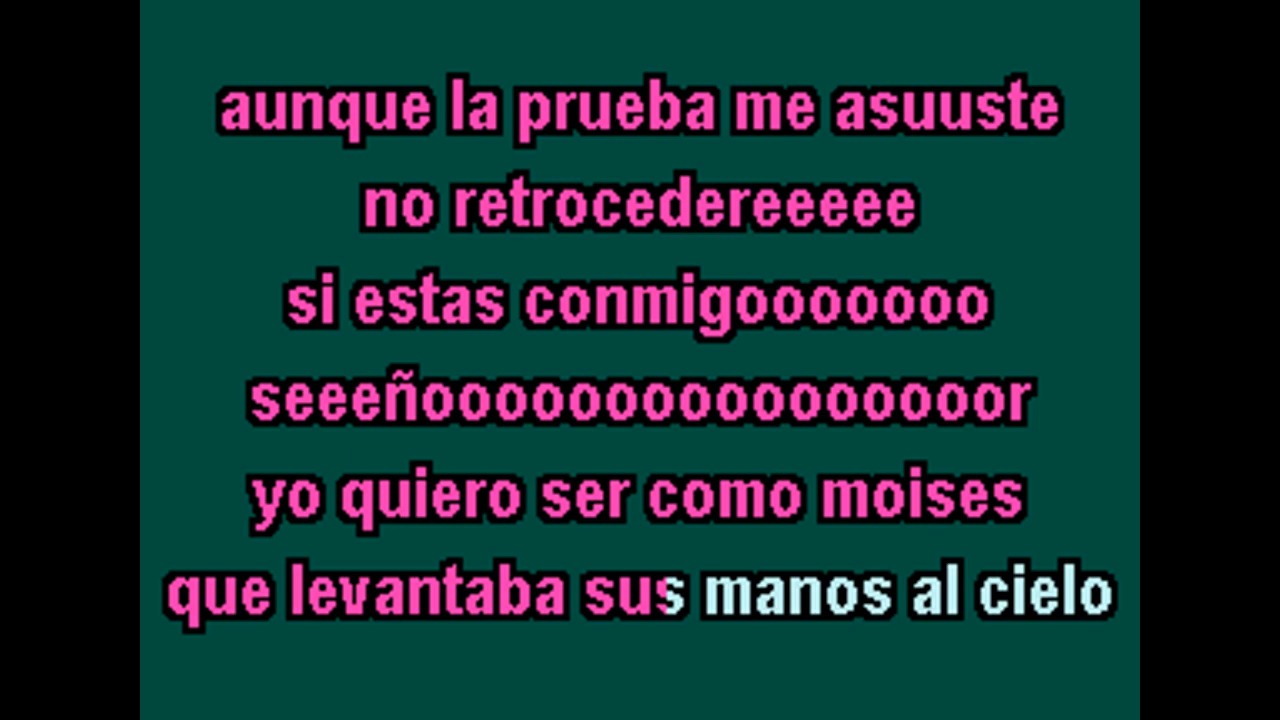 aunque la prueba me asuuste
no retrocedereeeee
si estas conmigooooooo
seeeñoooooooooooooooor
yo quiero ser como moises
que levantaba sus manos al cielo